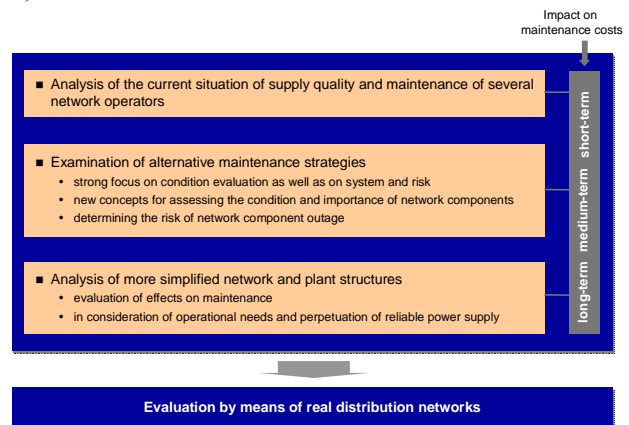 Impact on
maintenance costs
■ Analysis of the current situation of supply quality and maintenance of several
network operators
■ Examination of alternative maintenance strategies
• strong focus on condition evaluation as well as on system and risk
• new concepts for assessing the condition and importance of network components
• determining the risk of network component outage
■ Analysis of more simplified network and plant structures
• evaluation of effects on maintenance
• in consideration of operational needs and perpetuation of reliable power supply
long-term medium-term short-term
Evaluation by means of real distribution networks